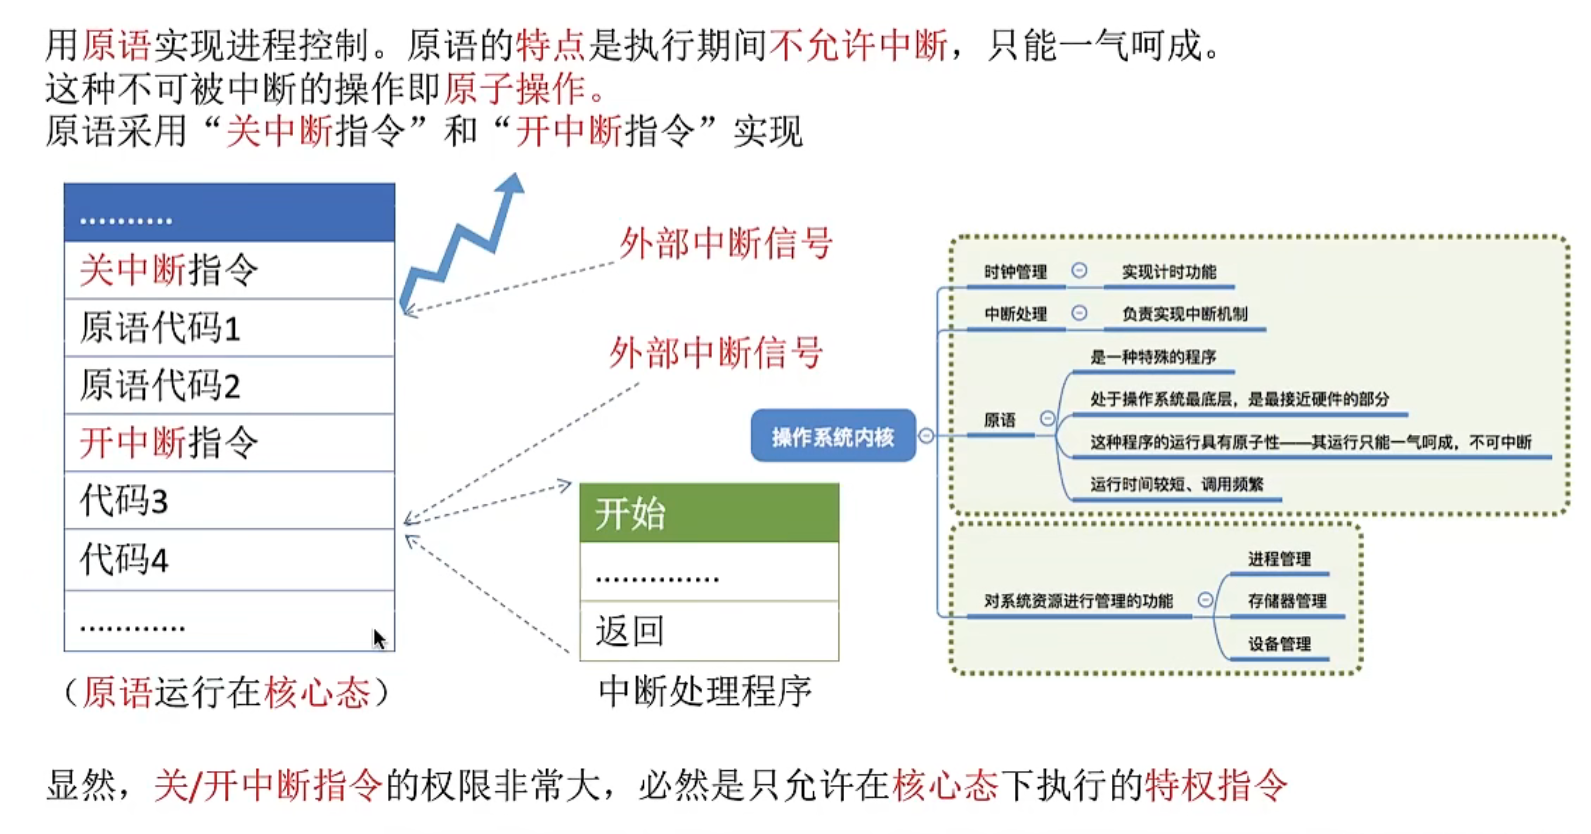 用原语实现进程控制。原语的特点是执行期间不允许中断，只能一气呵成。
这种不可被中断的操作即原子操作。
原语采用“关中断指令”和“开中断指令”实现
..........
关中断指令
原语代码1
原语代码2
开中断指令
代码3
代码4
............
（原语运行在核心态）
外部中断信号
外部中断信号
开始
..............
返回
中断处理程序
操作系统内核
时钟管理
实现计时功能
中断处理
负责实现中断机制
原语
是一种特殊的程序
处于操作系统最底层，是最接近硬件的部分
这种程序的运行具有原子性——其运行只能一气呵成，不可中断
运行时间较短、调用频繁
对系统资源进行管理的功能
进程管理
存储器管理
设备管理
显然，关/开中断指令的权限非常大，必然是只允许在核心态下执行的特权指令